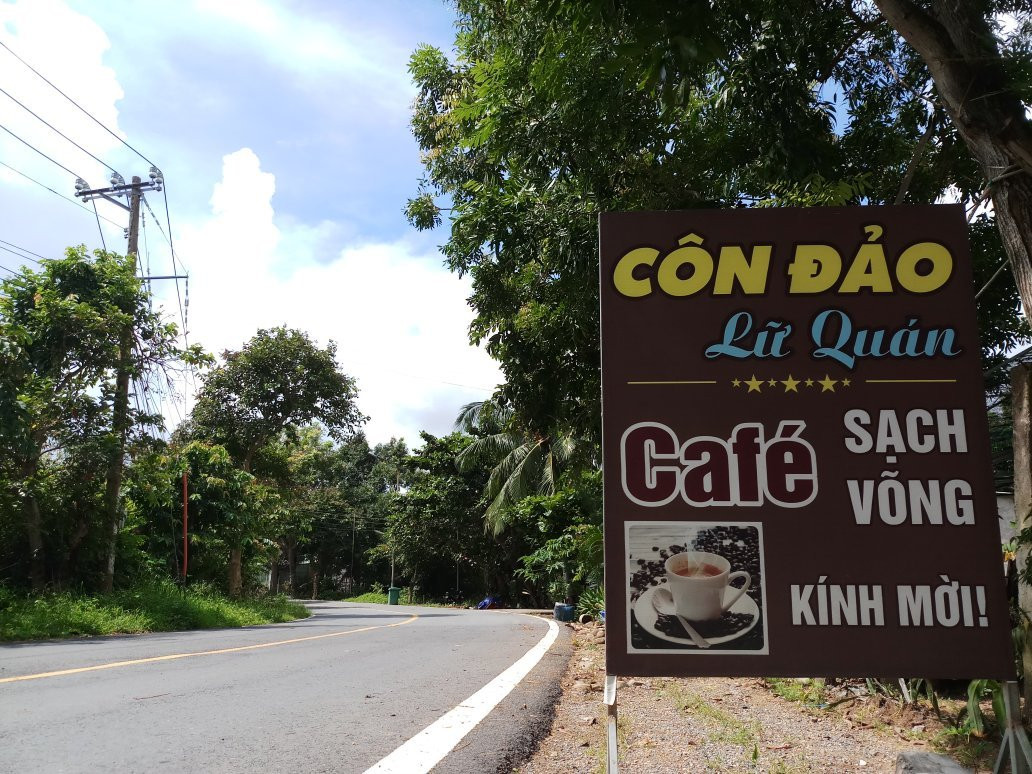 CÔN ĐẢO
Lữ Quán
Café
SẠCH
VÕNG
KÍNH MỜI!